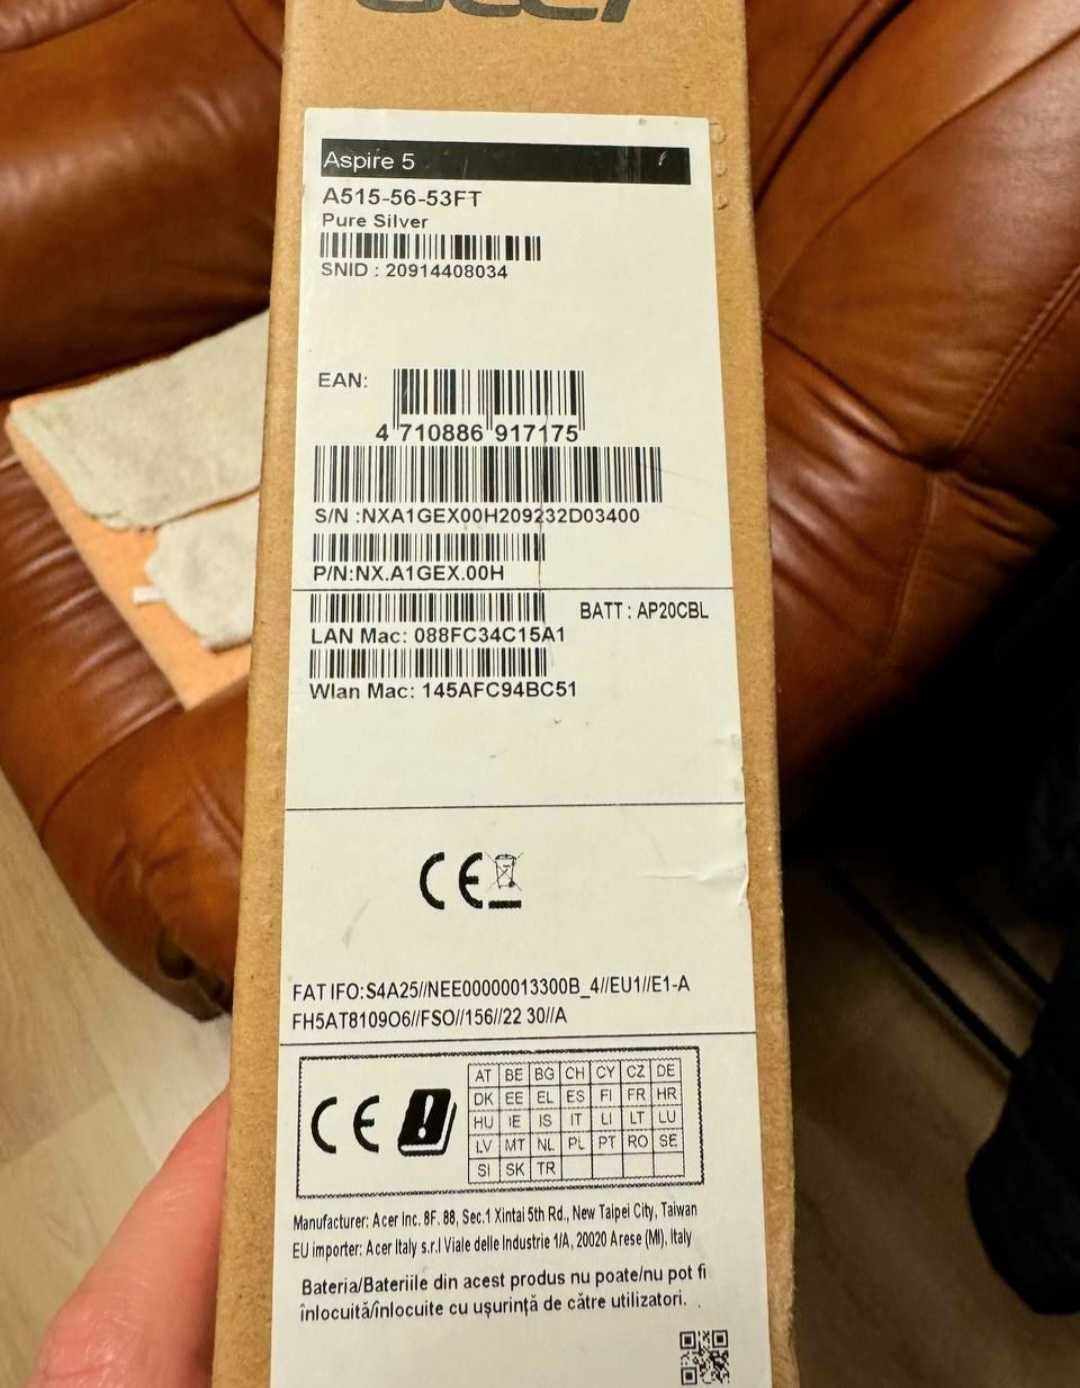 acer
Aspire 5
A515-56-53FT
Pure Silver
SNID : 20914408034
EAN:
4 710886 917175
S/N :NXA1GEX00H209232D03400
P/N:NX.A1GEX.00H
BATT : AP20CBL
LAN Mac: 088FC34C15A1
Wlan Mac: 145AFC94BC51
CE
FAT IFO:S4A25//NEE00000013300B_4//EU1//E1-A
FH5AT8109O6//FSO//156//22 30//A
CE
AT BE BG CH CY CZ DE
DK EE EL ES FI FR HR
HU IE IS IT LI LT LU
LV MT NL PL PT RO SE
SI SK TR
Manufacturer: Acer Inc. 8F. 88, Sec.1 Xintai 5th Rd., New Taipei City, Taiwan
EU importer: Acer Italy s.r.l Viale delle Industrie 1/A, 20020 Arese (MI), Italy
Bateria/Bateriile din acest produs nu poate/nu pot fi
înlocuită/înlocuite cu ușurință de către utilizatori.